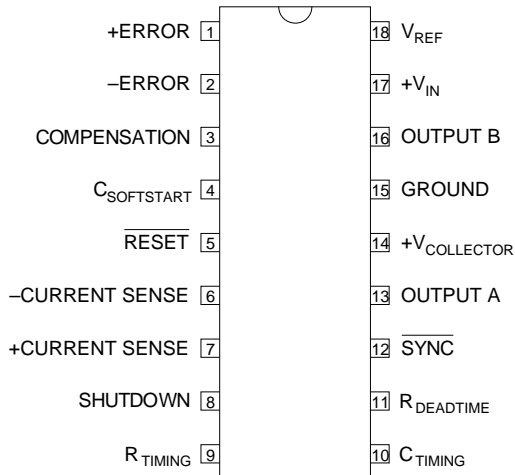 +ERROR 1 18 VREF
–ERROR 2 17 +VIN
COMPENSATION 3 16 OUTPUT B
CSOFTSTART 4 15 GROUND
RESET 5 14 +VCOLLECTOR
–CURRENT SENSE 6 13 OUTPUT A
+CURRENT SENSE 7 12 SYNC
SHUTDOWN 8 11 RDEADTIME
RTIMING 9 10 CTIMING